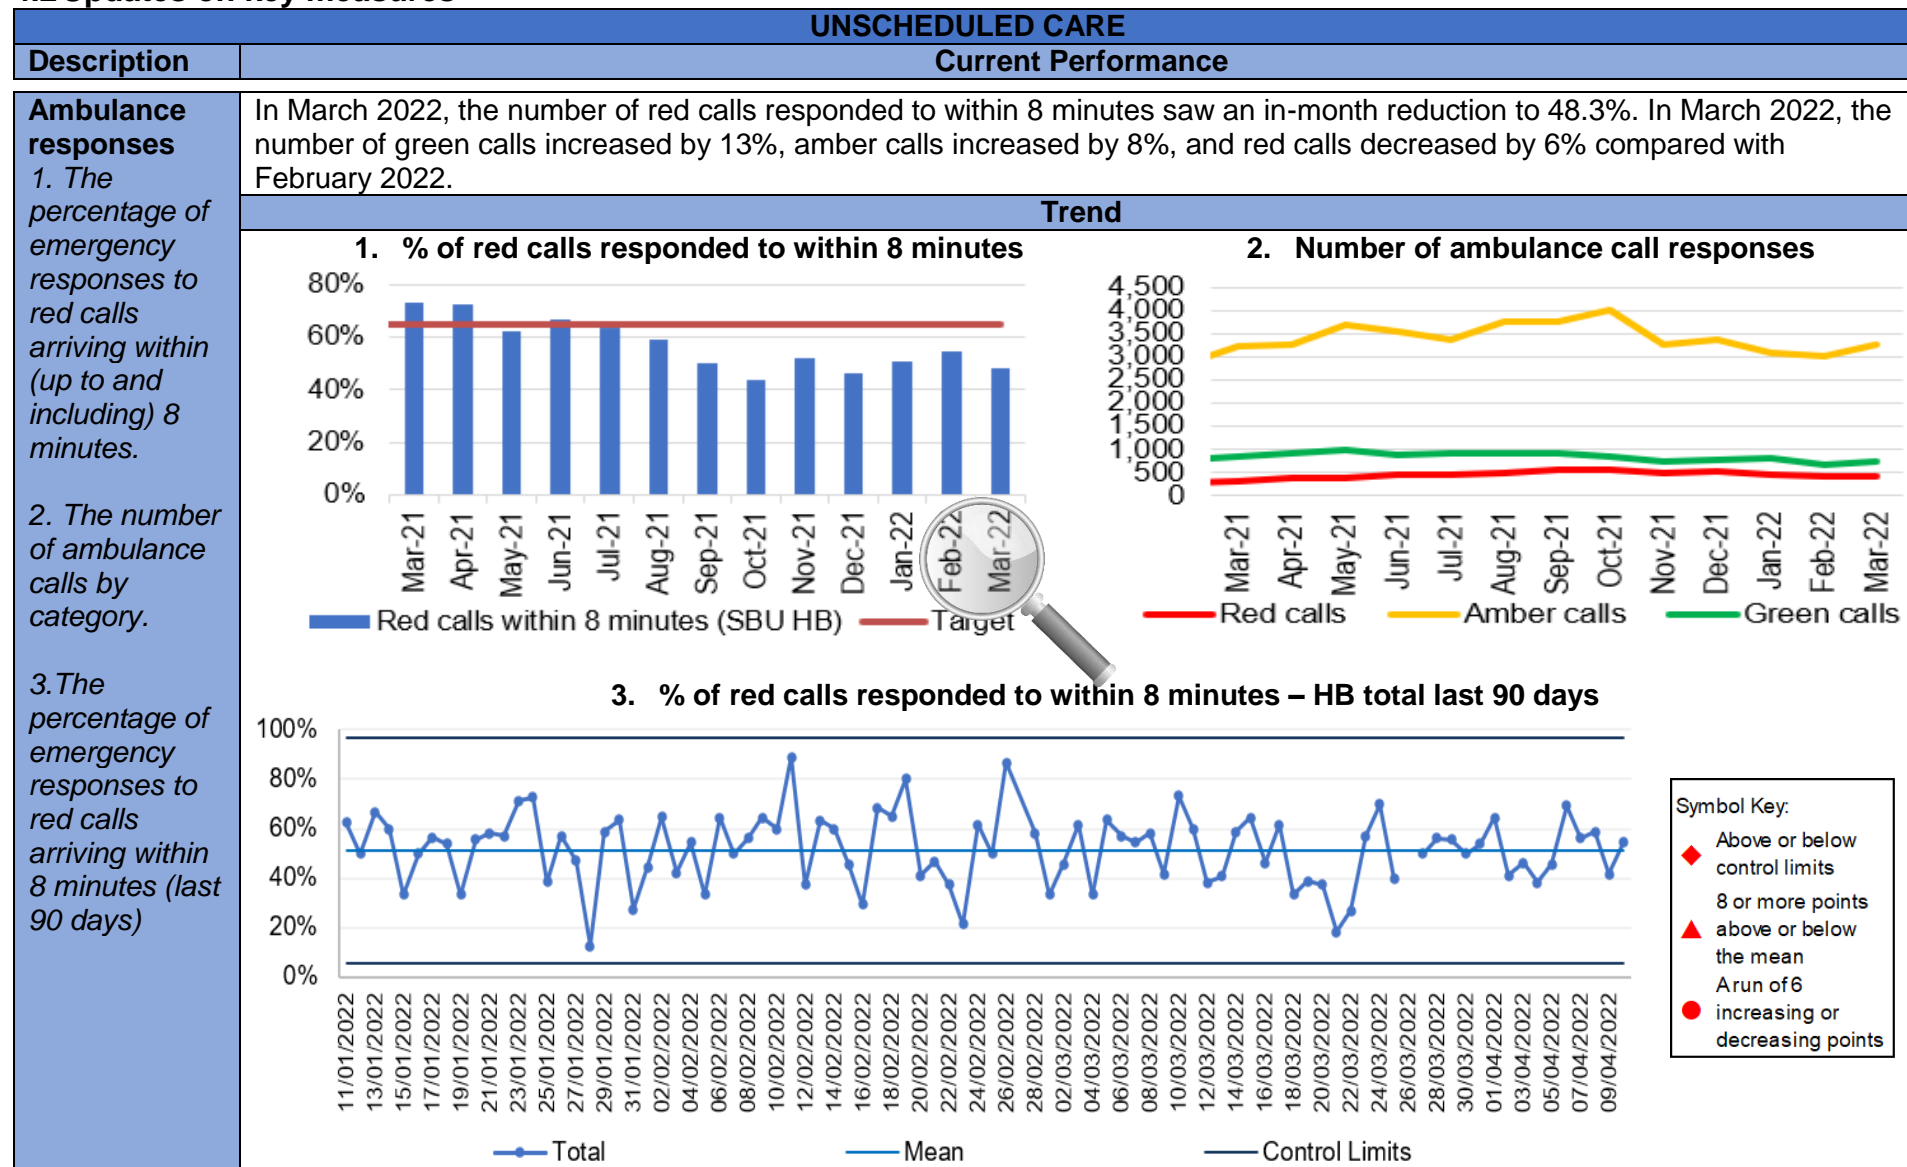 4.2 Updates on key measures
UNSCHEDULED CARE
Description
Current Performance
Ambulance
responses
1. The
percentage of
emergency
responses to
red calls
arriving within
(up to and
including) 8
minutes.
2. The number
of ambulance
calls by
category.
3.The
percentage of
emergency
responses to
red calls
arriving within
8 minutes (last
90 days)
In March 2022, the number of red calls responded to within 8 minutes saw an in-month reduction to 48.3%. In March 2022, the
number of green calls increased by 13%, amber calls increased by 8%, and red calls decreased by 6% compared with
February 2022.
Trend
1. % of red calls responded to within 8 minutes
80%
60%
40%
20%
0%
Mar-21
Apr-21
May-21
Jun-21
Jul-21
Aug-21
Sep-21
Oct-21
Nov-21
Dec-21
Jan-22
Feb-22
Mar-22
Red calls within 8 minutes (SBU HB)
Target
2. Number of ambulance call responses
4,500
4,000
3,500
3,000
2,500
2,000
1,500
1,000
500
0
Mar-21
Apr-21
May-21
Jun-21
Jul-21
Aug-21
Sep-21
Oct-21
Nov-21
Dec-21
Jan-22
Feb-22
Mar-22
Red calls
Amber calls
Green calls
3. % of red calls responded to within 8 minutes – HB total last 90 days
100%
80%
60%
40%
20%
0%
11/01/2022
13/01/2022
15/01/2022
17/01/2022
19/01/2022
21/01/2022
23/01/2022
25/01/2022
27/01/2022
29/01/2022
31/01/2022
02/02/2022
04/02/2022
06/02/2022
08/02/2022
10/02/2022
12/02/2022
14/02/2022
16/02/2022
18/02/2022
20/02/2022
22/02/2022
24/02/2022
26/02/2022
28/02/2022
02/03/2022
04/03/2022
06/03/2022
08/03/2022
10/03/2022
12/03/2022
14/03/2022
16/03/2022
18/03/2022
20/03/2022
22/03/2022
24/03/2022
26/03/2022
28/03/2022
30/03/2022
01/04/2022
03/04/2022
05/04/2022
07/04/2022
09/04/2022
Total
Mean
Control Limits
Symbol Key:
Above or below
control limits
8 or more points
above or below
the mean
A run of 6
increasing or
decreasing points